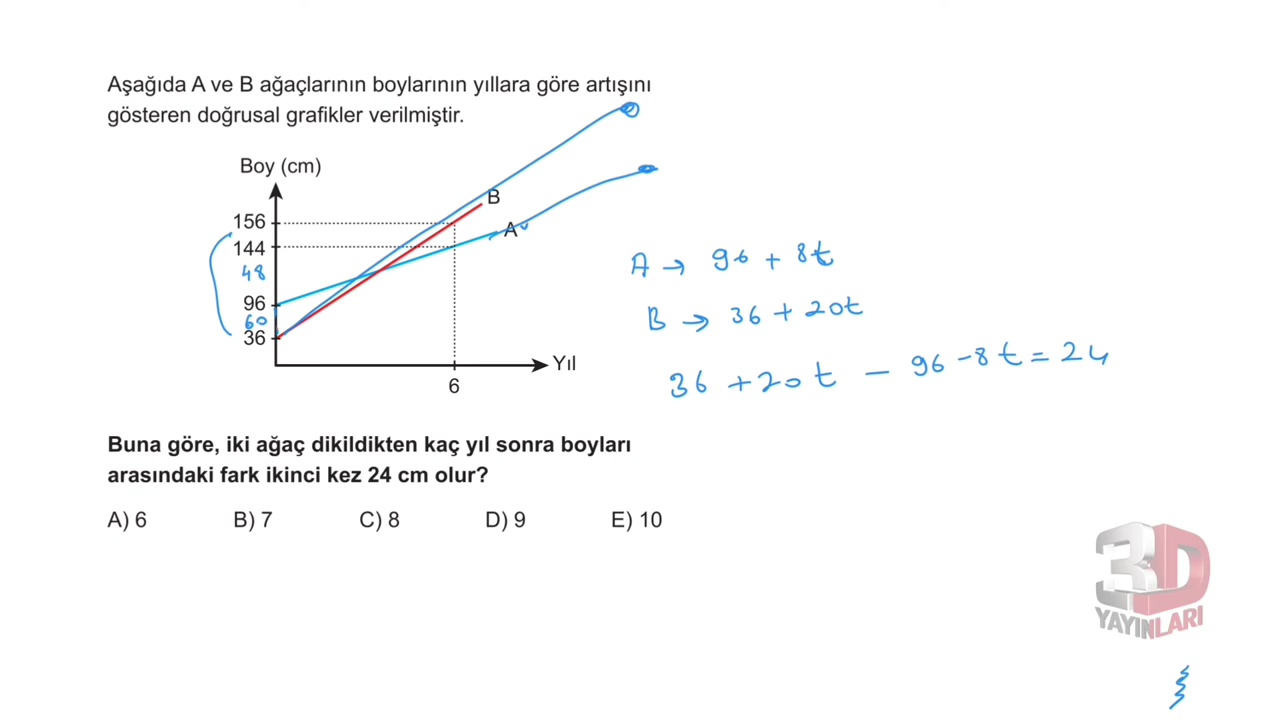 Aşağıda A ve B ağaçlarının boylarının yıllara göre artışını
gösteren doğrusal grafikler verilmiştir.
Boy (cm)
B
156
A
144
48
96
60
36
Yıl
6
A → 96 + 8t
B → 36 + 20t
36 + 20t - 96 - 8t = 24
Buna göre, iki ağaç dikildikten kaç yıl sonra boyları
arasındaki fark ikinci kez 24 cm olur?
A) 6 B) 7 C) 8 D) 9 E) 10
3D
YAYINLARI